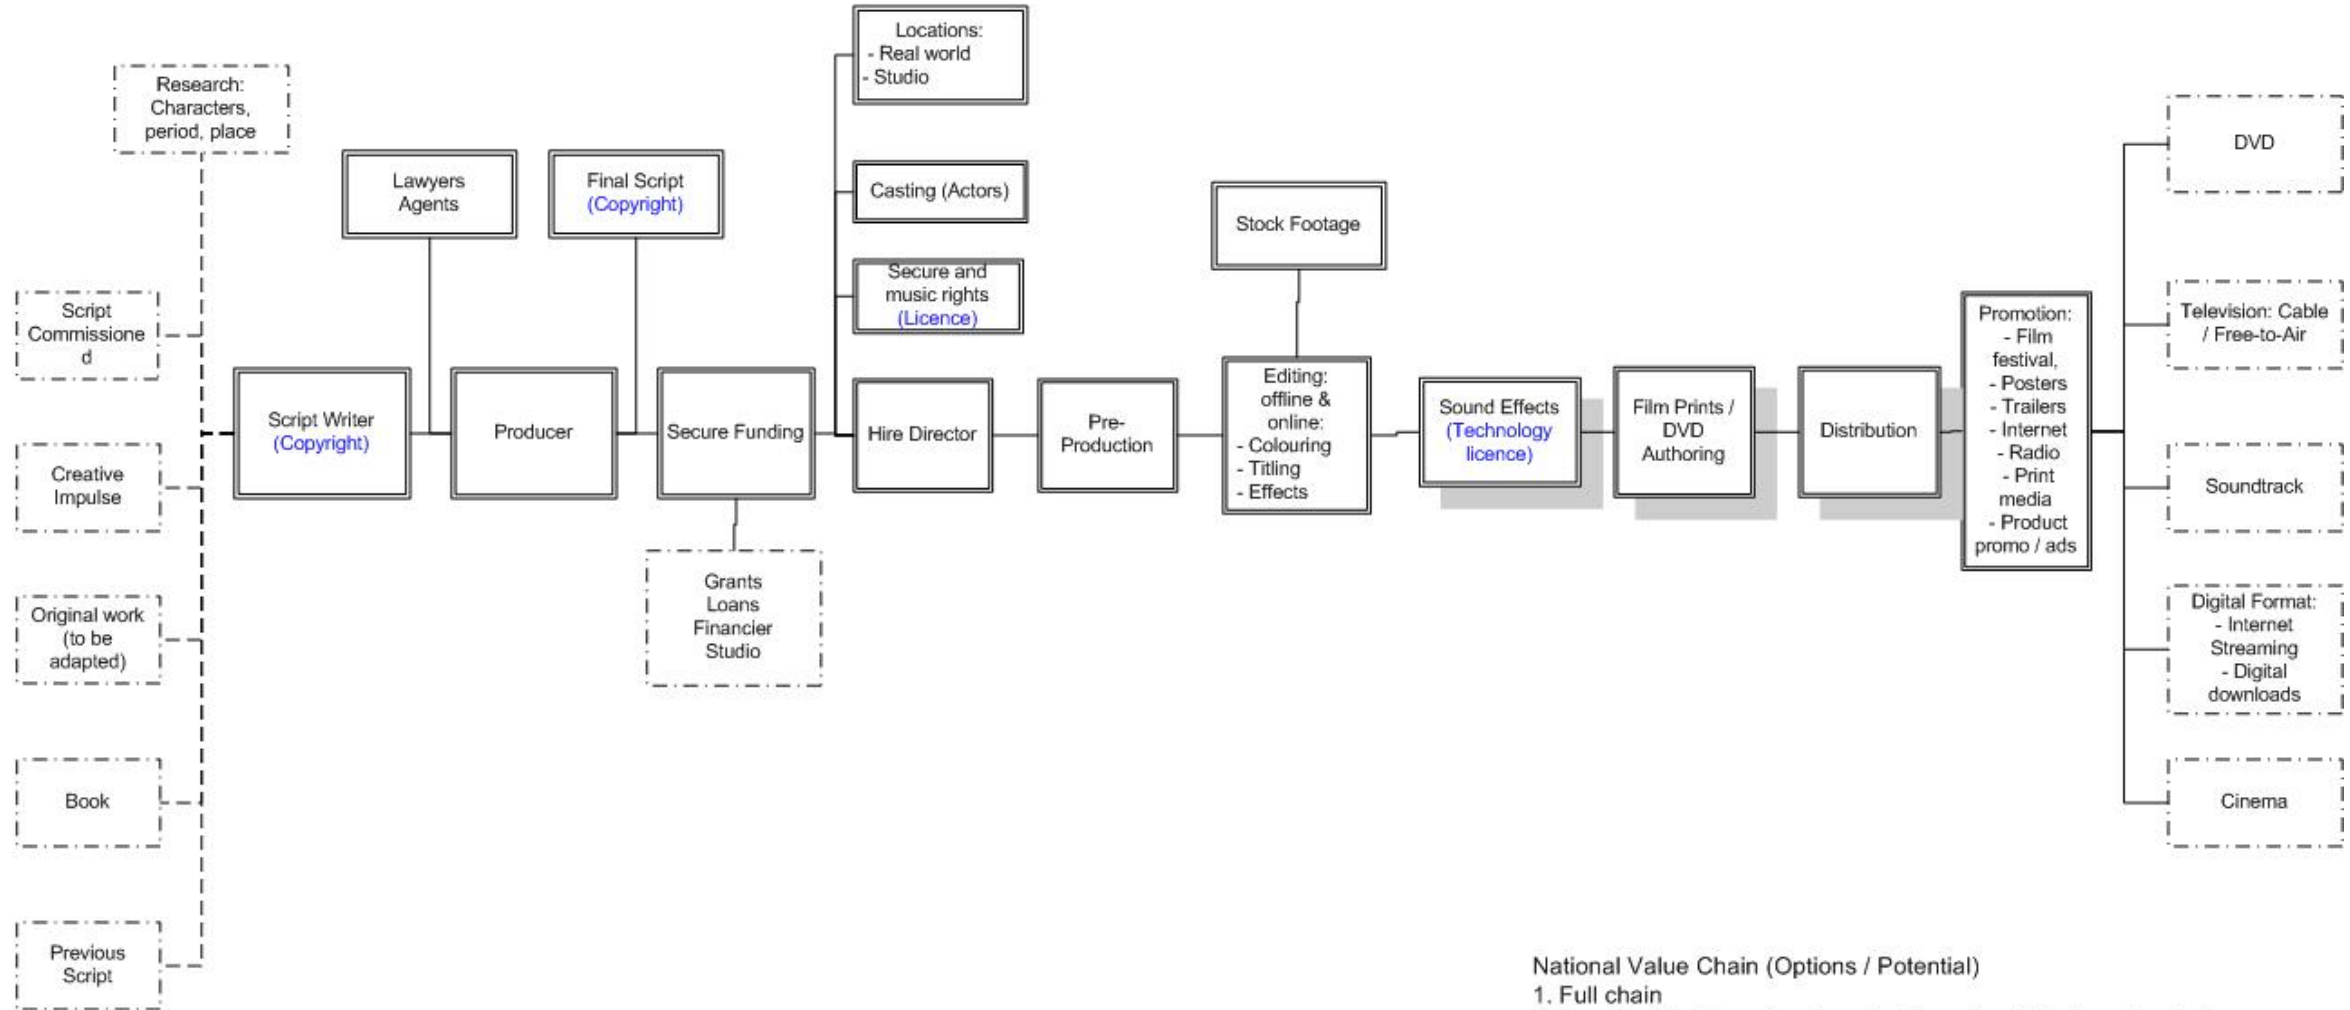 Locations:
- Real world
- Studio
Research:
Characters,
period, place
Lawyers
Agents
Final Script
(Copyright)
Casting (Actors)
Stock Footage
Secure and
music rights
(Licence)
DVD
Script
Commissione
d
Television: Cable
/ Free-to-Air
Script Writer
(Copyright)
Producer
Secure Funding
Hire Director
Pre-
Production
Editing:
offline &
online:
- Colouring
- Titling
- Effects
Sound Effects
(Technology
licence)
Film Prints /
DVD
Authoring
Distribution
Promotion:
- Film
festival,
- Posters
- Trailers
- Internet
- Radio
- Print
media
- Product
promo / ads
Creative
Impulse
Soundtrack
Original work
(to be
adapted)
Grants
Loans
Financier
Studio
Digital Format:
- Internet
Streaming
- Digital
downloads
Book
Cinema
Previous
Script
National Value Chain (Options / Potential)
1. Full chain